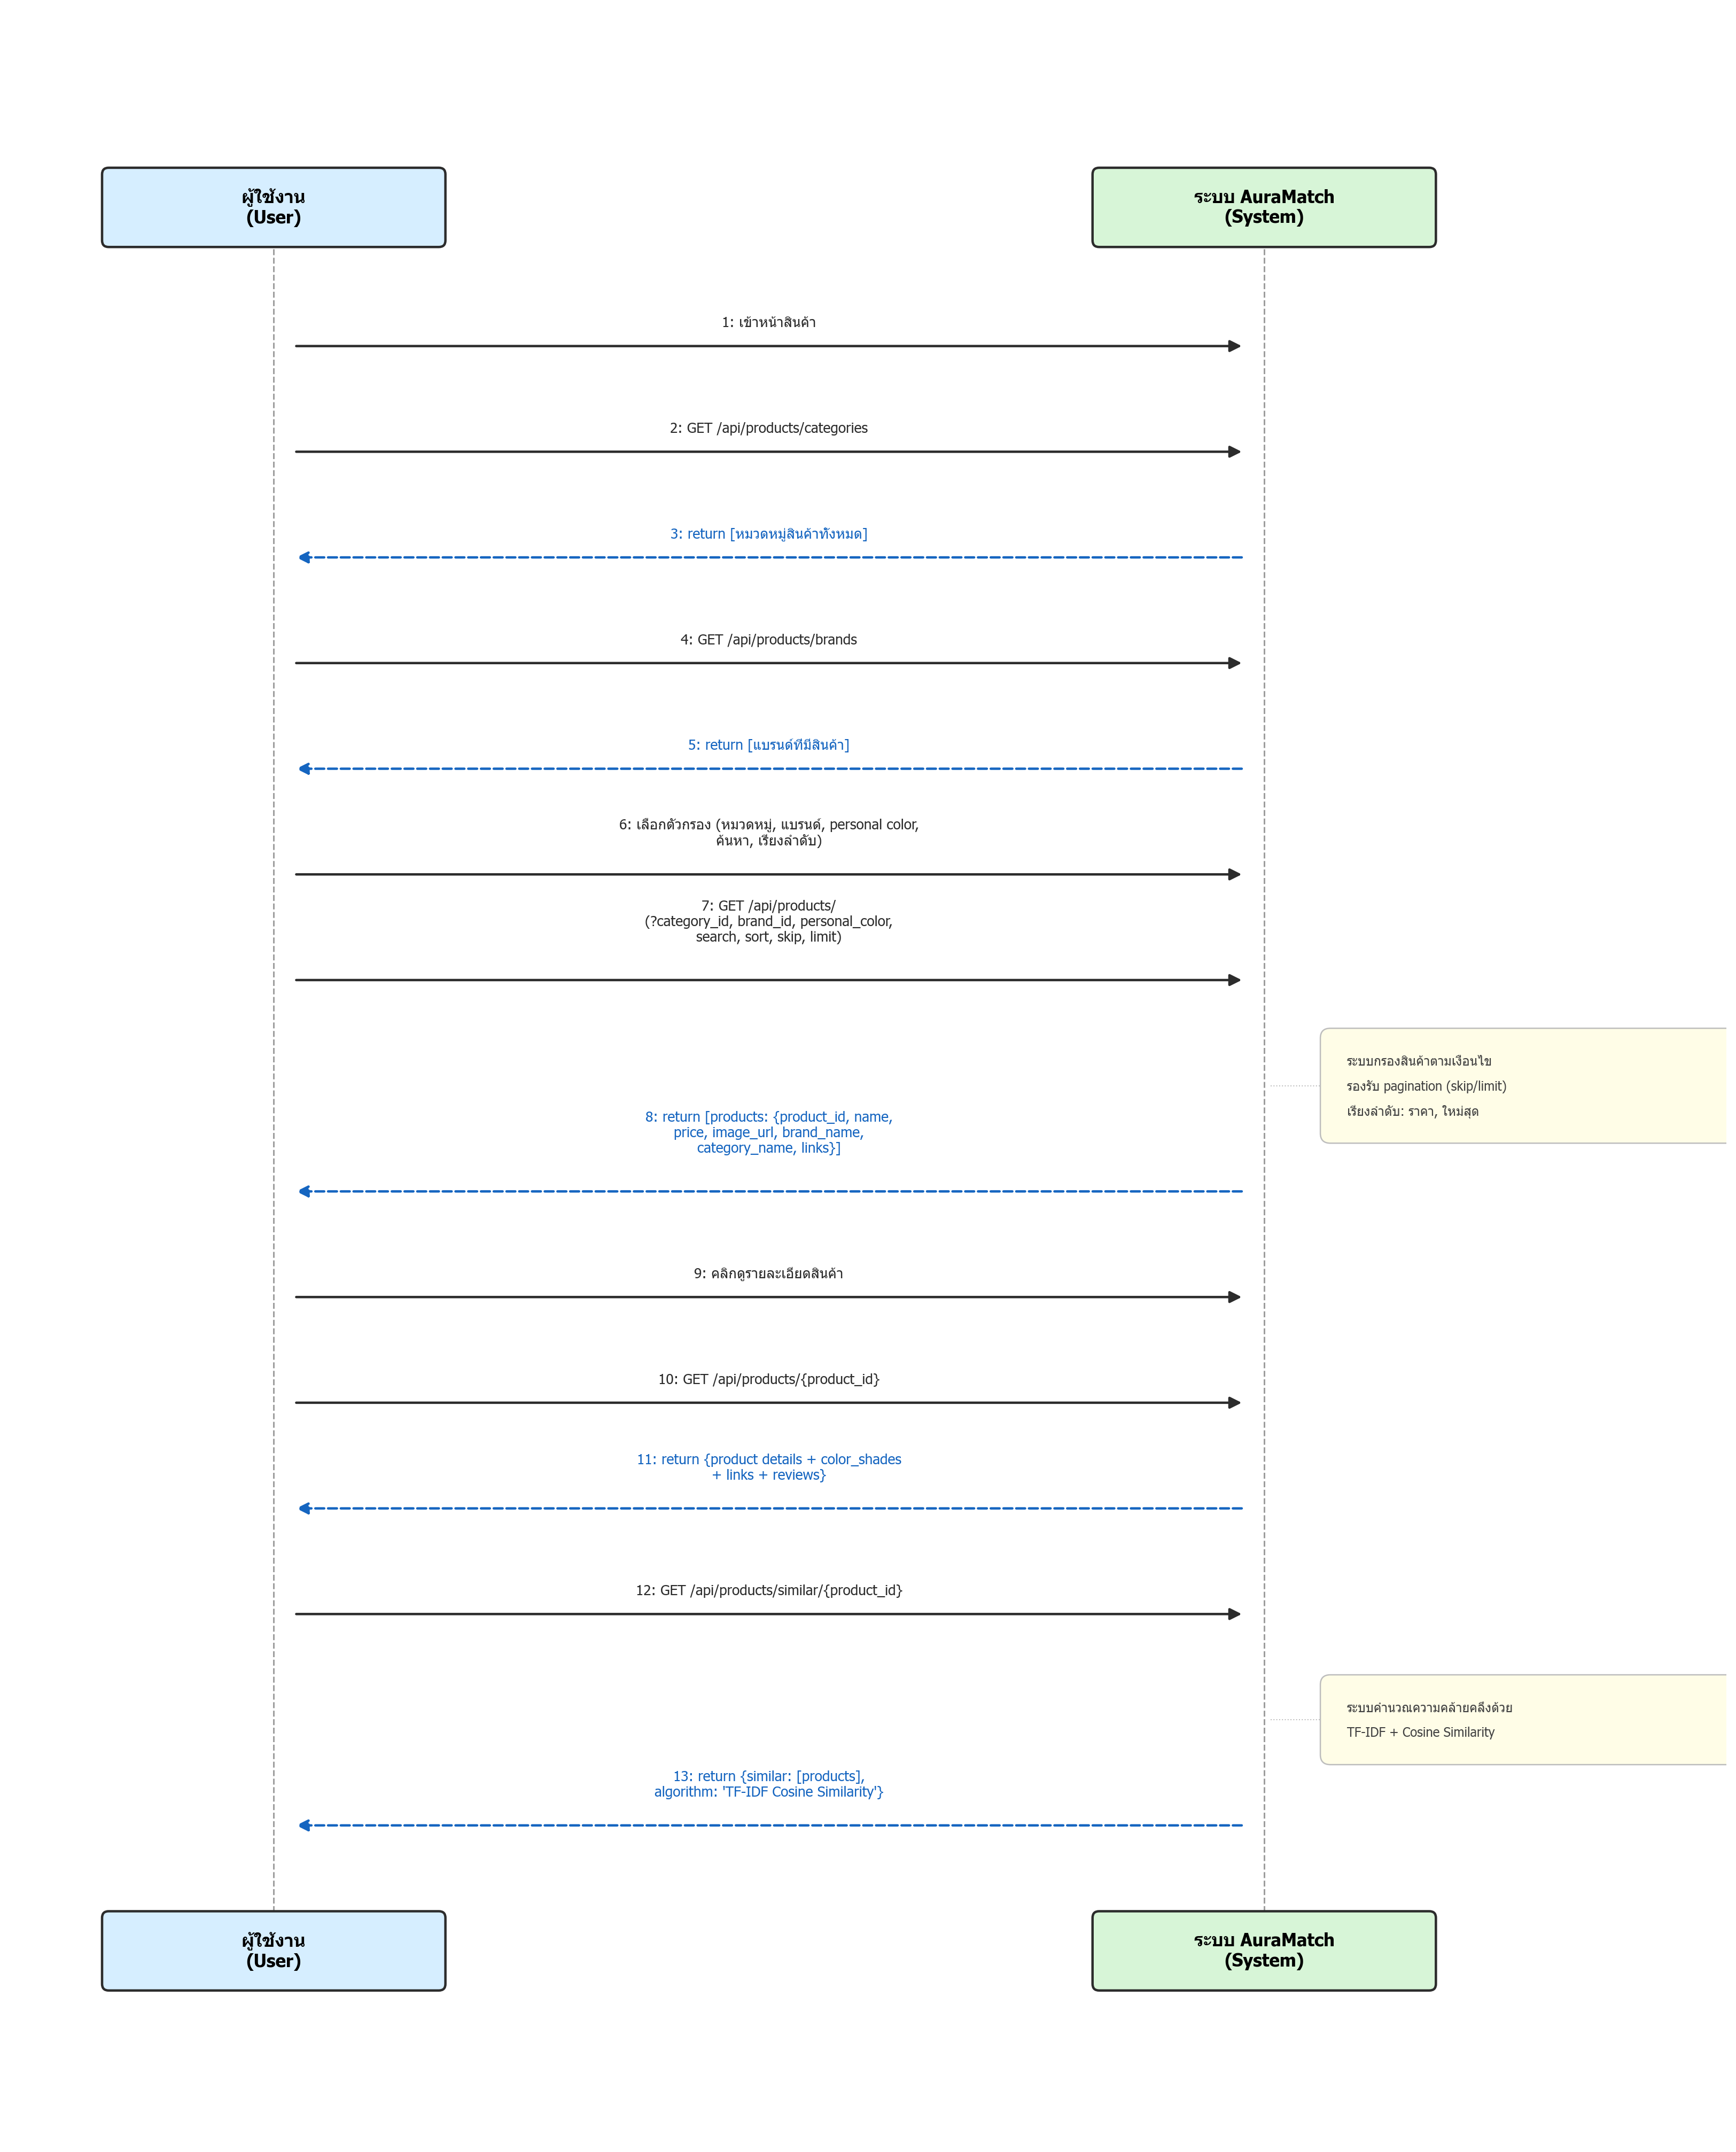 ผู้ใช้งาน
(User)
ระบบ AuraMatch
(System)
1: เข้าหน้าสินค้า
2: GET /api/products/categories
3: return [หมวดหมู่สินค้าทั้งหมด]
4: GET /api/products/brands
5: return [แบรนด์ที่มีสินค้า]
6: เลือกตัวกรอง (หมวดหมู่, แบรนด์, personal color,
ค้นหา, เรียงลำดับ)
7: GET /api/products/
(?category_id, brand_id, personal_color,
search, sort, skip, limit)
ระบบกรองสินค้าตามเงื่อนไข
รองรับ pagination (skip/limit)
เรียงลำดับ: ราคา, ใหม่สุด
8: return [products: {product_id, name,
price, image_url, brand_name,
category_name, links}]
9: คลิกดูรายละเอียดสินค้า
10: GET /api/products/{product_id}
11: return {product details + color_shades
+ links + reviews}
12: GET /api/products/similar/{product_id}
ระบบคำนวณความคล้ายคลึงด้วย
TF-IDF + Cosine Similarity
13: return {similar: [products],
algorithm: 'TF-IDF Cosine Similarity'}
ผู้ใช้งาน
(User)
ระบบ AuraMatch
(System)